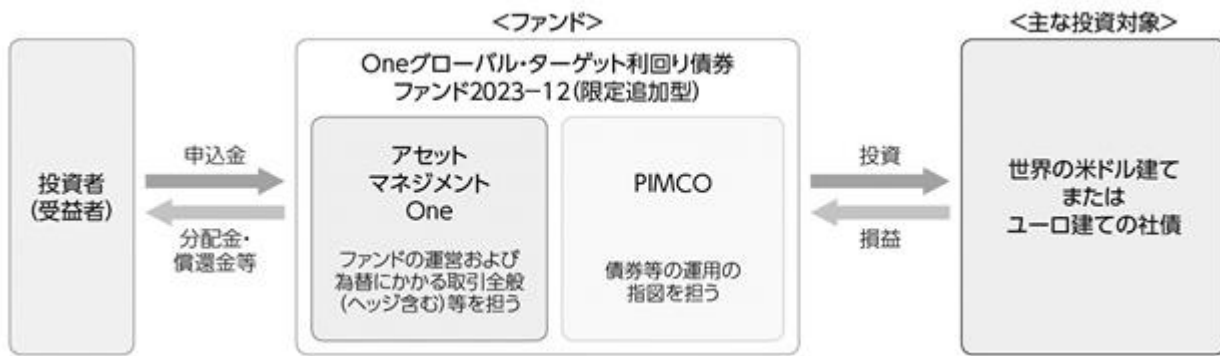 <ファンド>
<主な投資対象>
Oneグローバル・ターゲット利回り債券
ファンド2023-12(限定追加型)
投資者
(受益者)
申込金
分配金・
償還金等
アセット
マネジメント
One
ファンドの運営および
為替にかかる取引全般
(ヘッジ含む)等を担う
PIMCO
債券等の運用の
指図を担う
投資
損益
世界の米ドル建て
または
ユーロ建ての社債